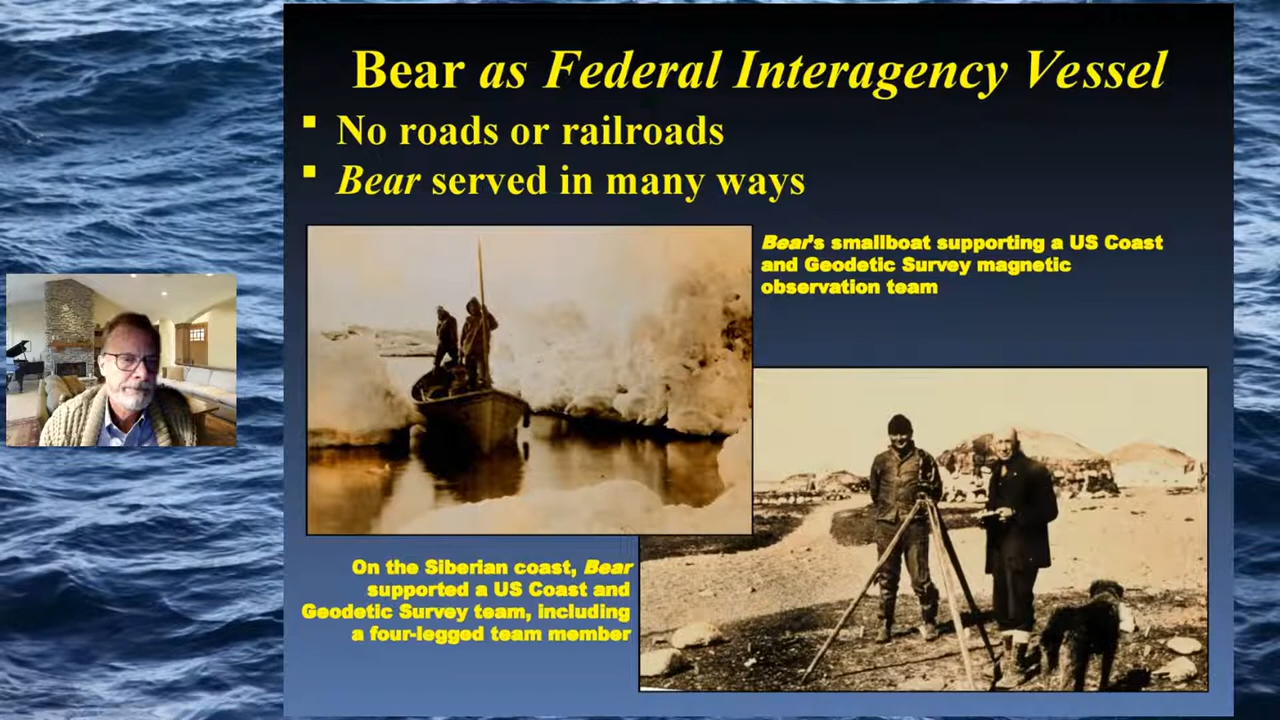 Bear as Federal Interagency Vessel
▪ No roads or railroads
▪ Bear served in many ways
Bear's smallboat supporting a US Coast
and Geodetic Survey magnetic
observation team
On the Siberian coast, Bear
supported a US Coast and
Geodetic Survey team, including
a four-legged team member